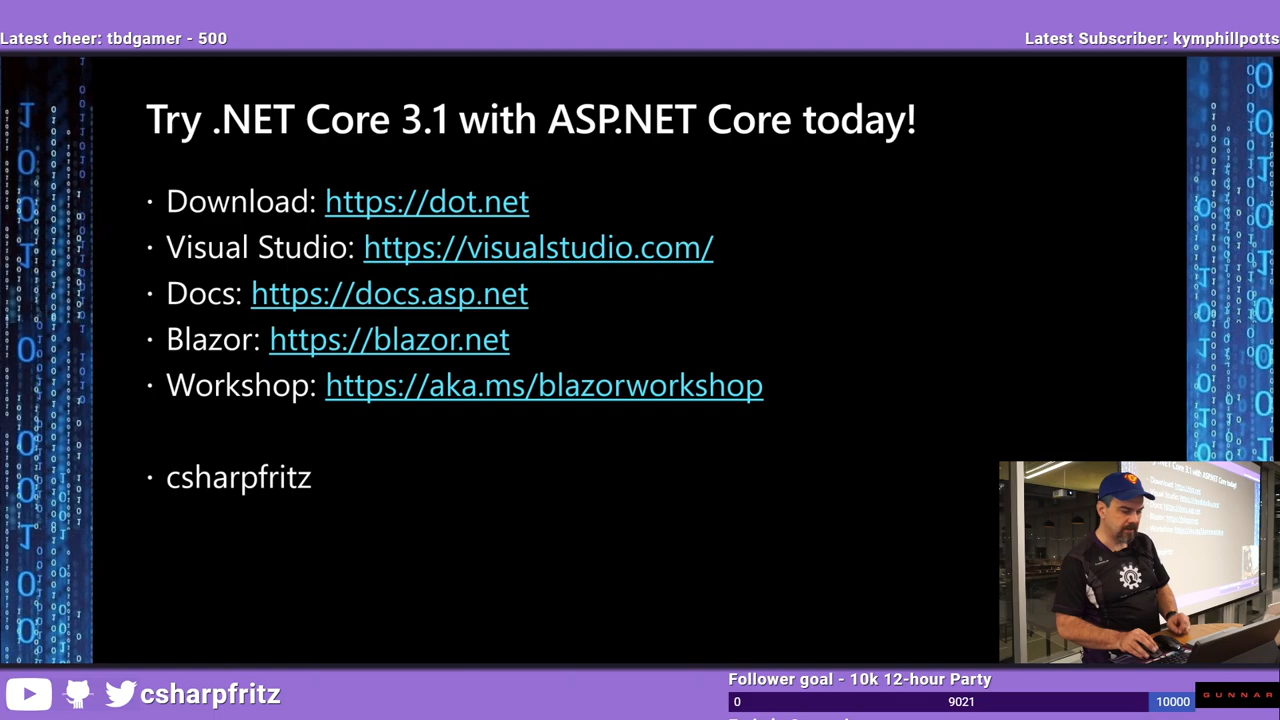 Latest cheer: tbdgamer - 500
Latest Subscriber: kymphillpotts
Try .NET Core 3.1 with ASP.NET Core today!
· Download: https://dot.net
· Visual Studio: https://visualstudio.com/
· Docs: https://docs.asp.net
· Blazor: https://blazor.net
· Workshop: https://aka.ms/blazorworkshop
· csharpfritz
csharpfritz
Follower goal - 10k 12-hour Party
0 9021 10000
GUNNAR